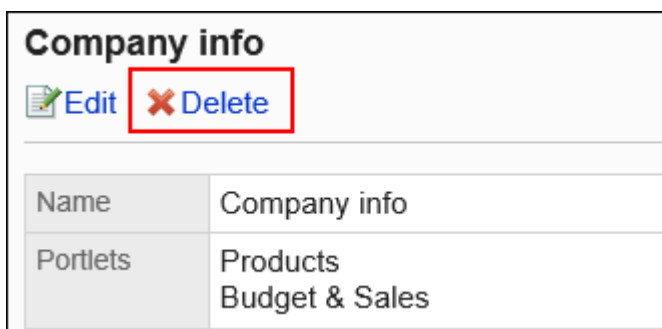 Company info
Edit Delete
Name Company info
Portlets Products
Budget & Sales